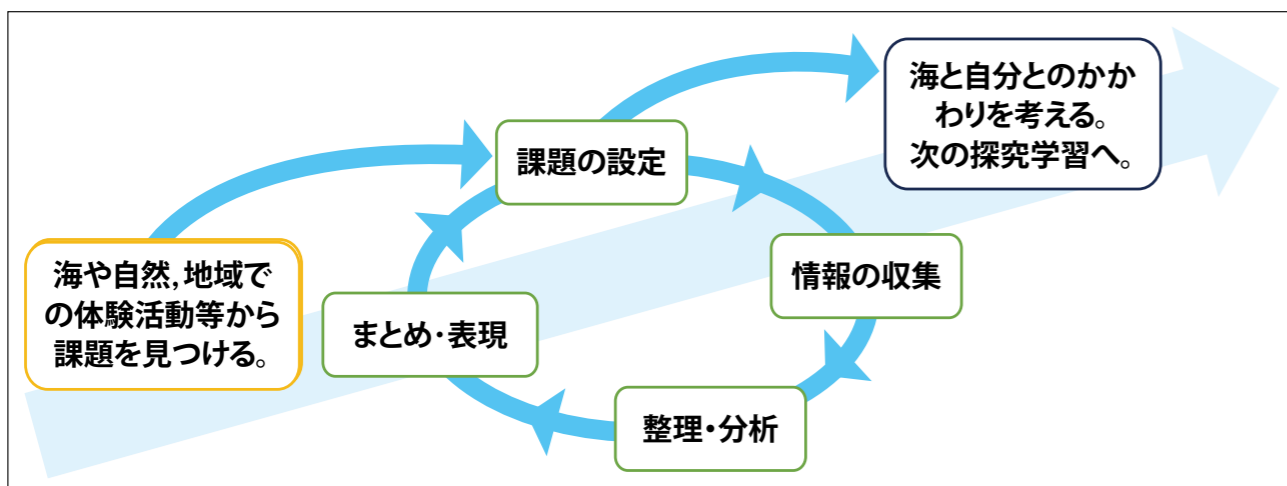 海や自然,地域で
の体験活動等から
課題を見つける。
課題の設定
情報の収集
整理・分析
まとめ・表現
海と自分とのかか
わりを考える。
次の探究学習へ。